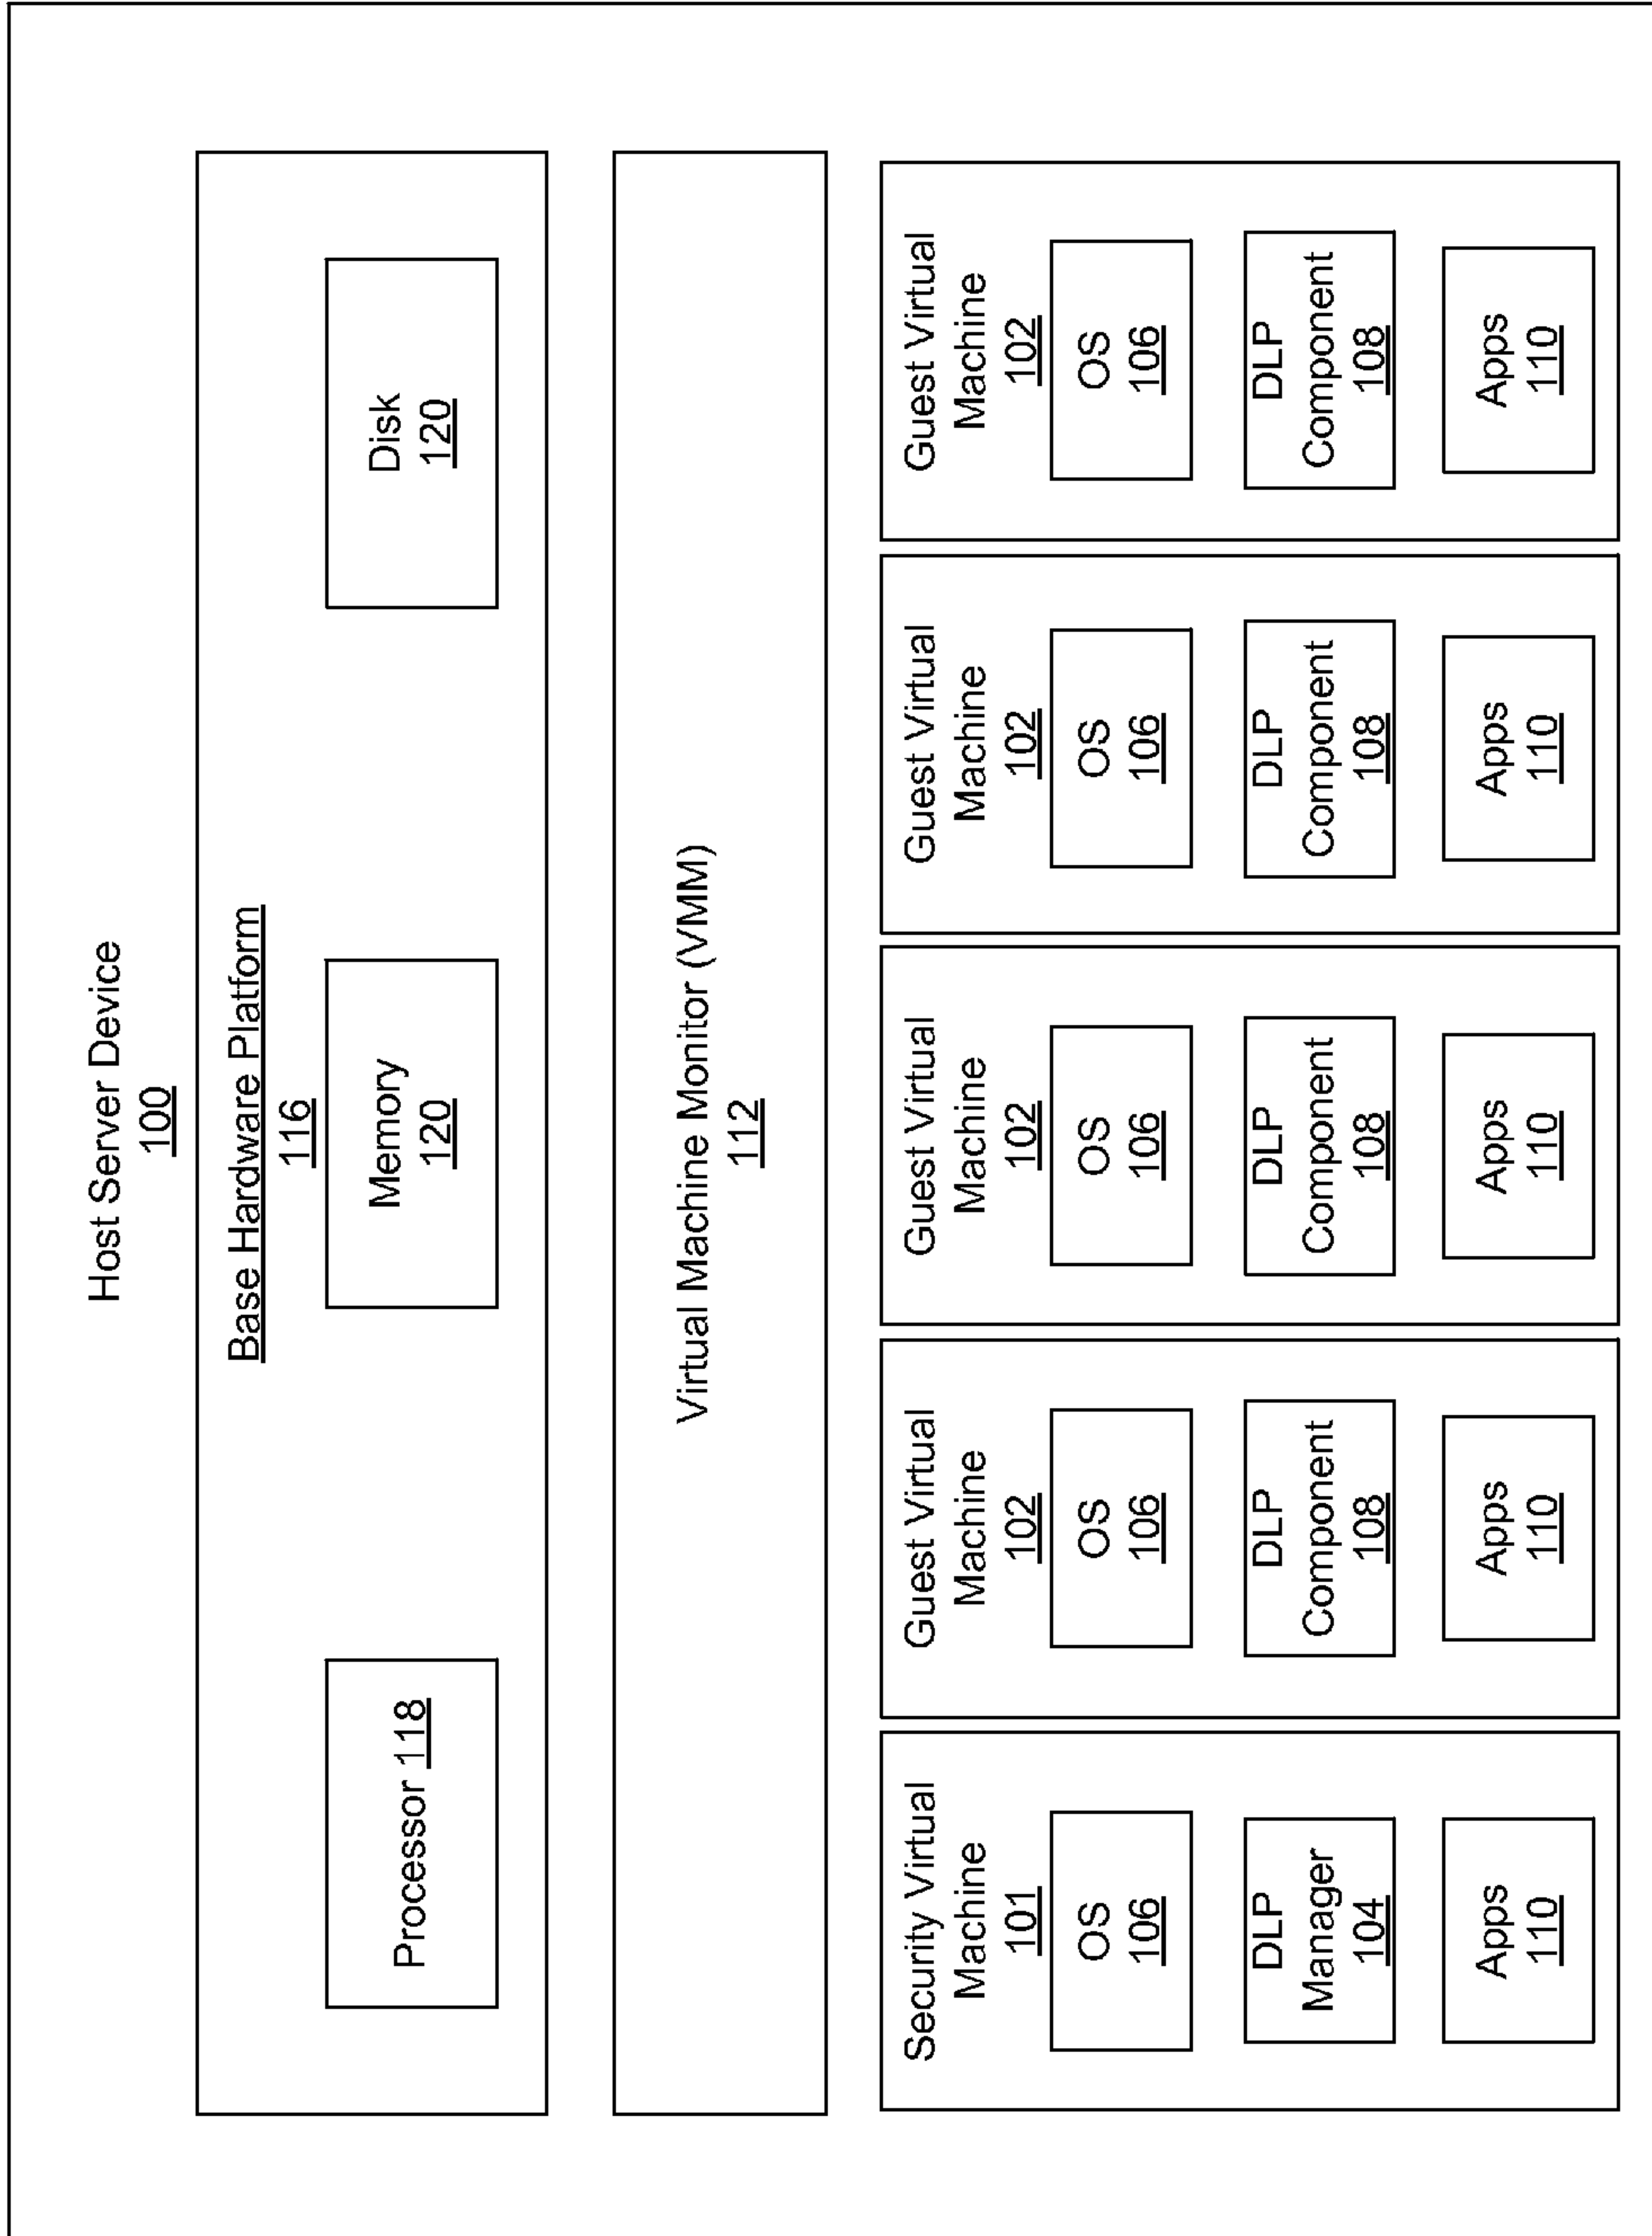 Host Server Device
100
Base Hardware Platform
116
Processor 118
Memory
120
Disk
120
Virtual Machine Monitor (VMM)
112
Security Virtual
Machine
101
OS
106
DLP
Manager
104
Apps
110
Guest Virtual
Machine
102
OS
106
DLP
Component
108
Apps
110
Guest Virtual
Machine
102
OS
106
DLP
Component
108
Apps
110
Guest Virtual
Machine
102
OS
106
DLP
Component
108
Apps
110
Guest Virtual
Machine
102
OS
106
DLP
Component
108
Apps
110